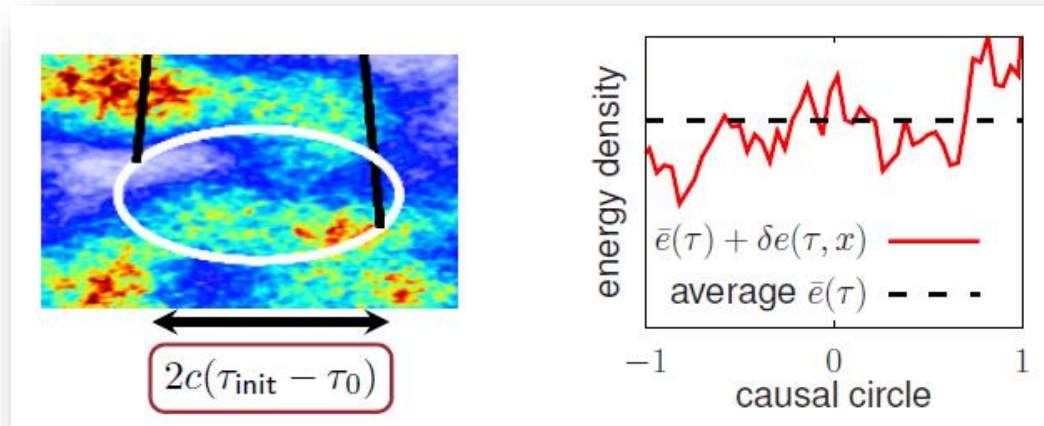 2c(τ_init − τ_0)
energy density
ē(τ) + δe(τ, x)
average ē(τ)
−1 0 1
causal circle